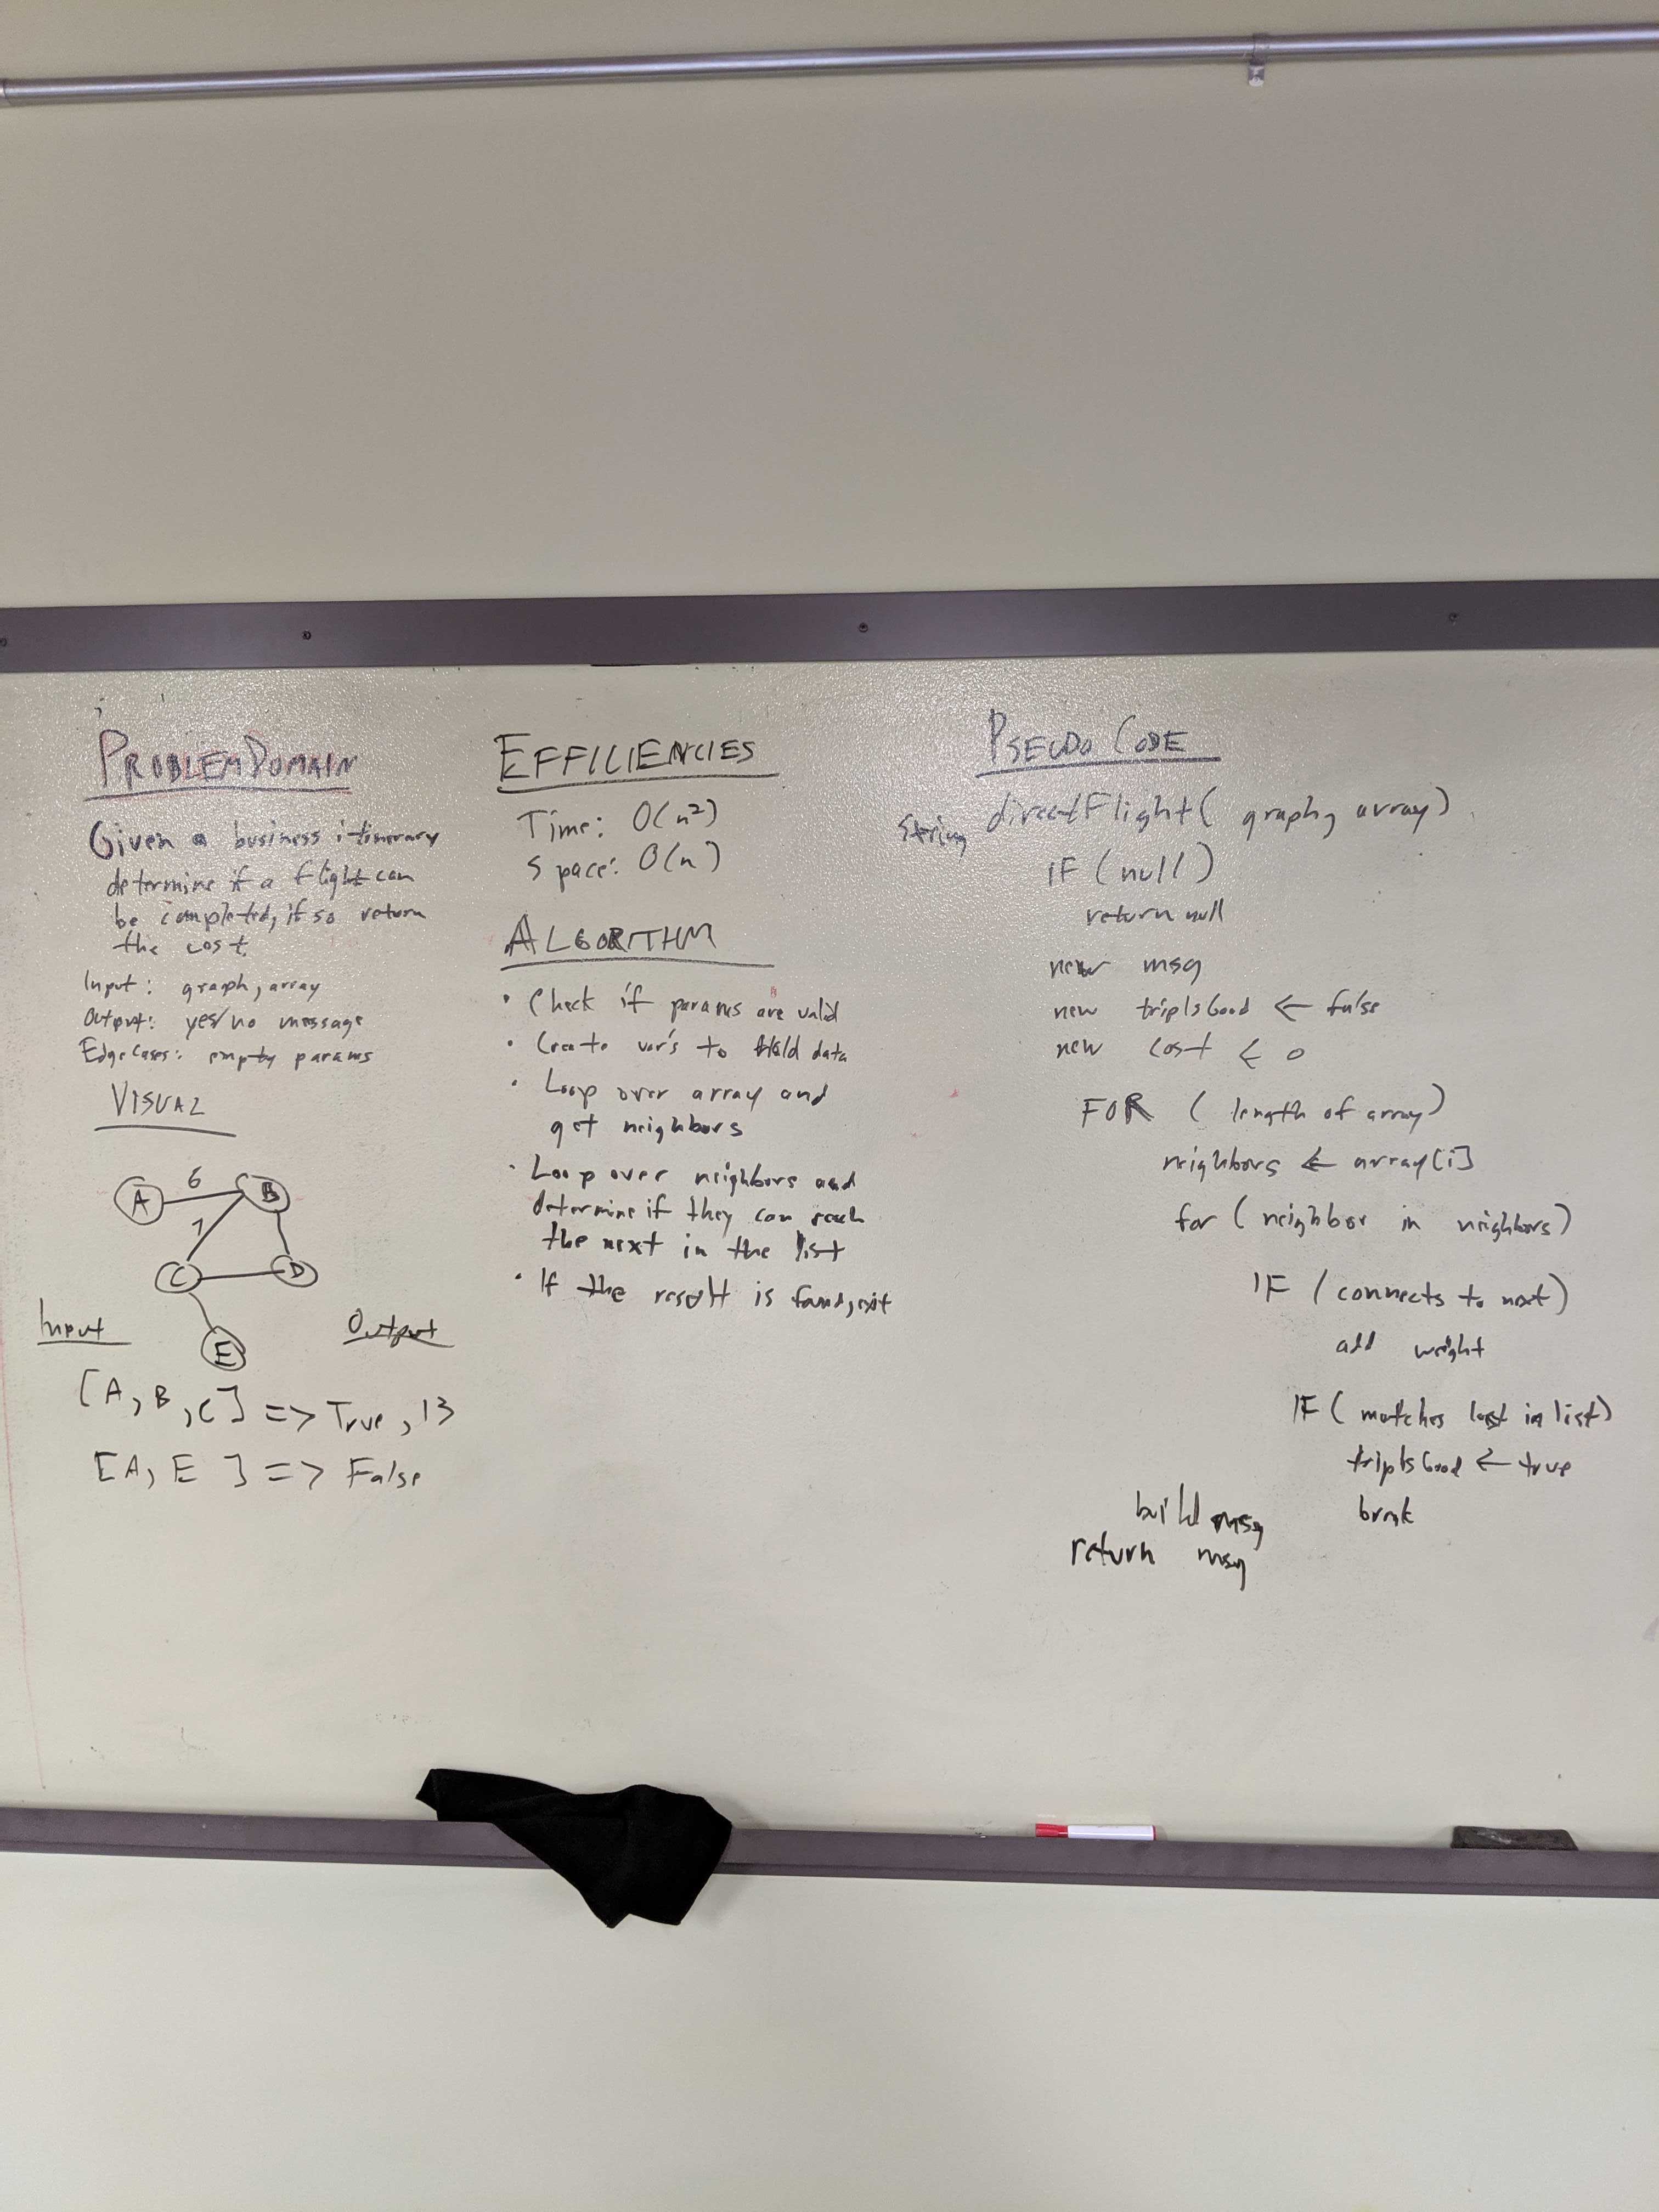 PROBLEM DOMAIN
Given a business itinerary
determine if a flight can
be completed, if so return
the cost.
Input: graph, array
Output: yes/no message
Edge Cases: empty params
VISUAL
A 6 B
7
C D
E
Input Output
[A, B, C] => True, 13
[A, E ] => False
EFFICIENCIES
Time: O(n²)
Space: O(n)
ALGORITHM
• Check if params are valid
• Create var's to hold data
• Loop over array and
get neighbors
• Loop over neighbors and
determine if they can reach
the next in the list
• If the result is found, exit
PSEUDO CODE
String directFlight( graph, array)
IF (null)
return null
new msg
new tripIsGood ← false
new cost ← 0
FOR ( length of array)
neighbors ← array[i]
for ( neighbor in neighbors)
IF (connects to next)
add weight
IF ( matches last in list)
tripIsGood ← true
break
build msg
return msg